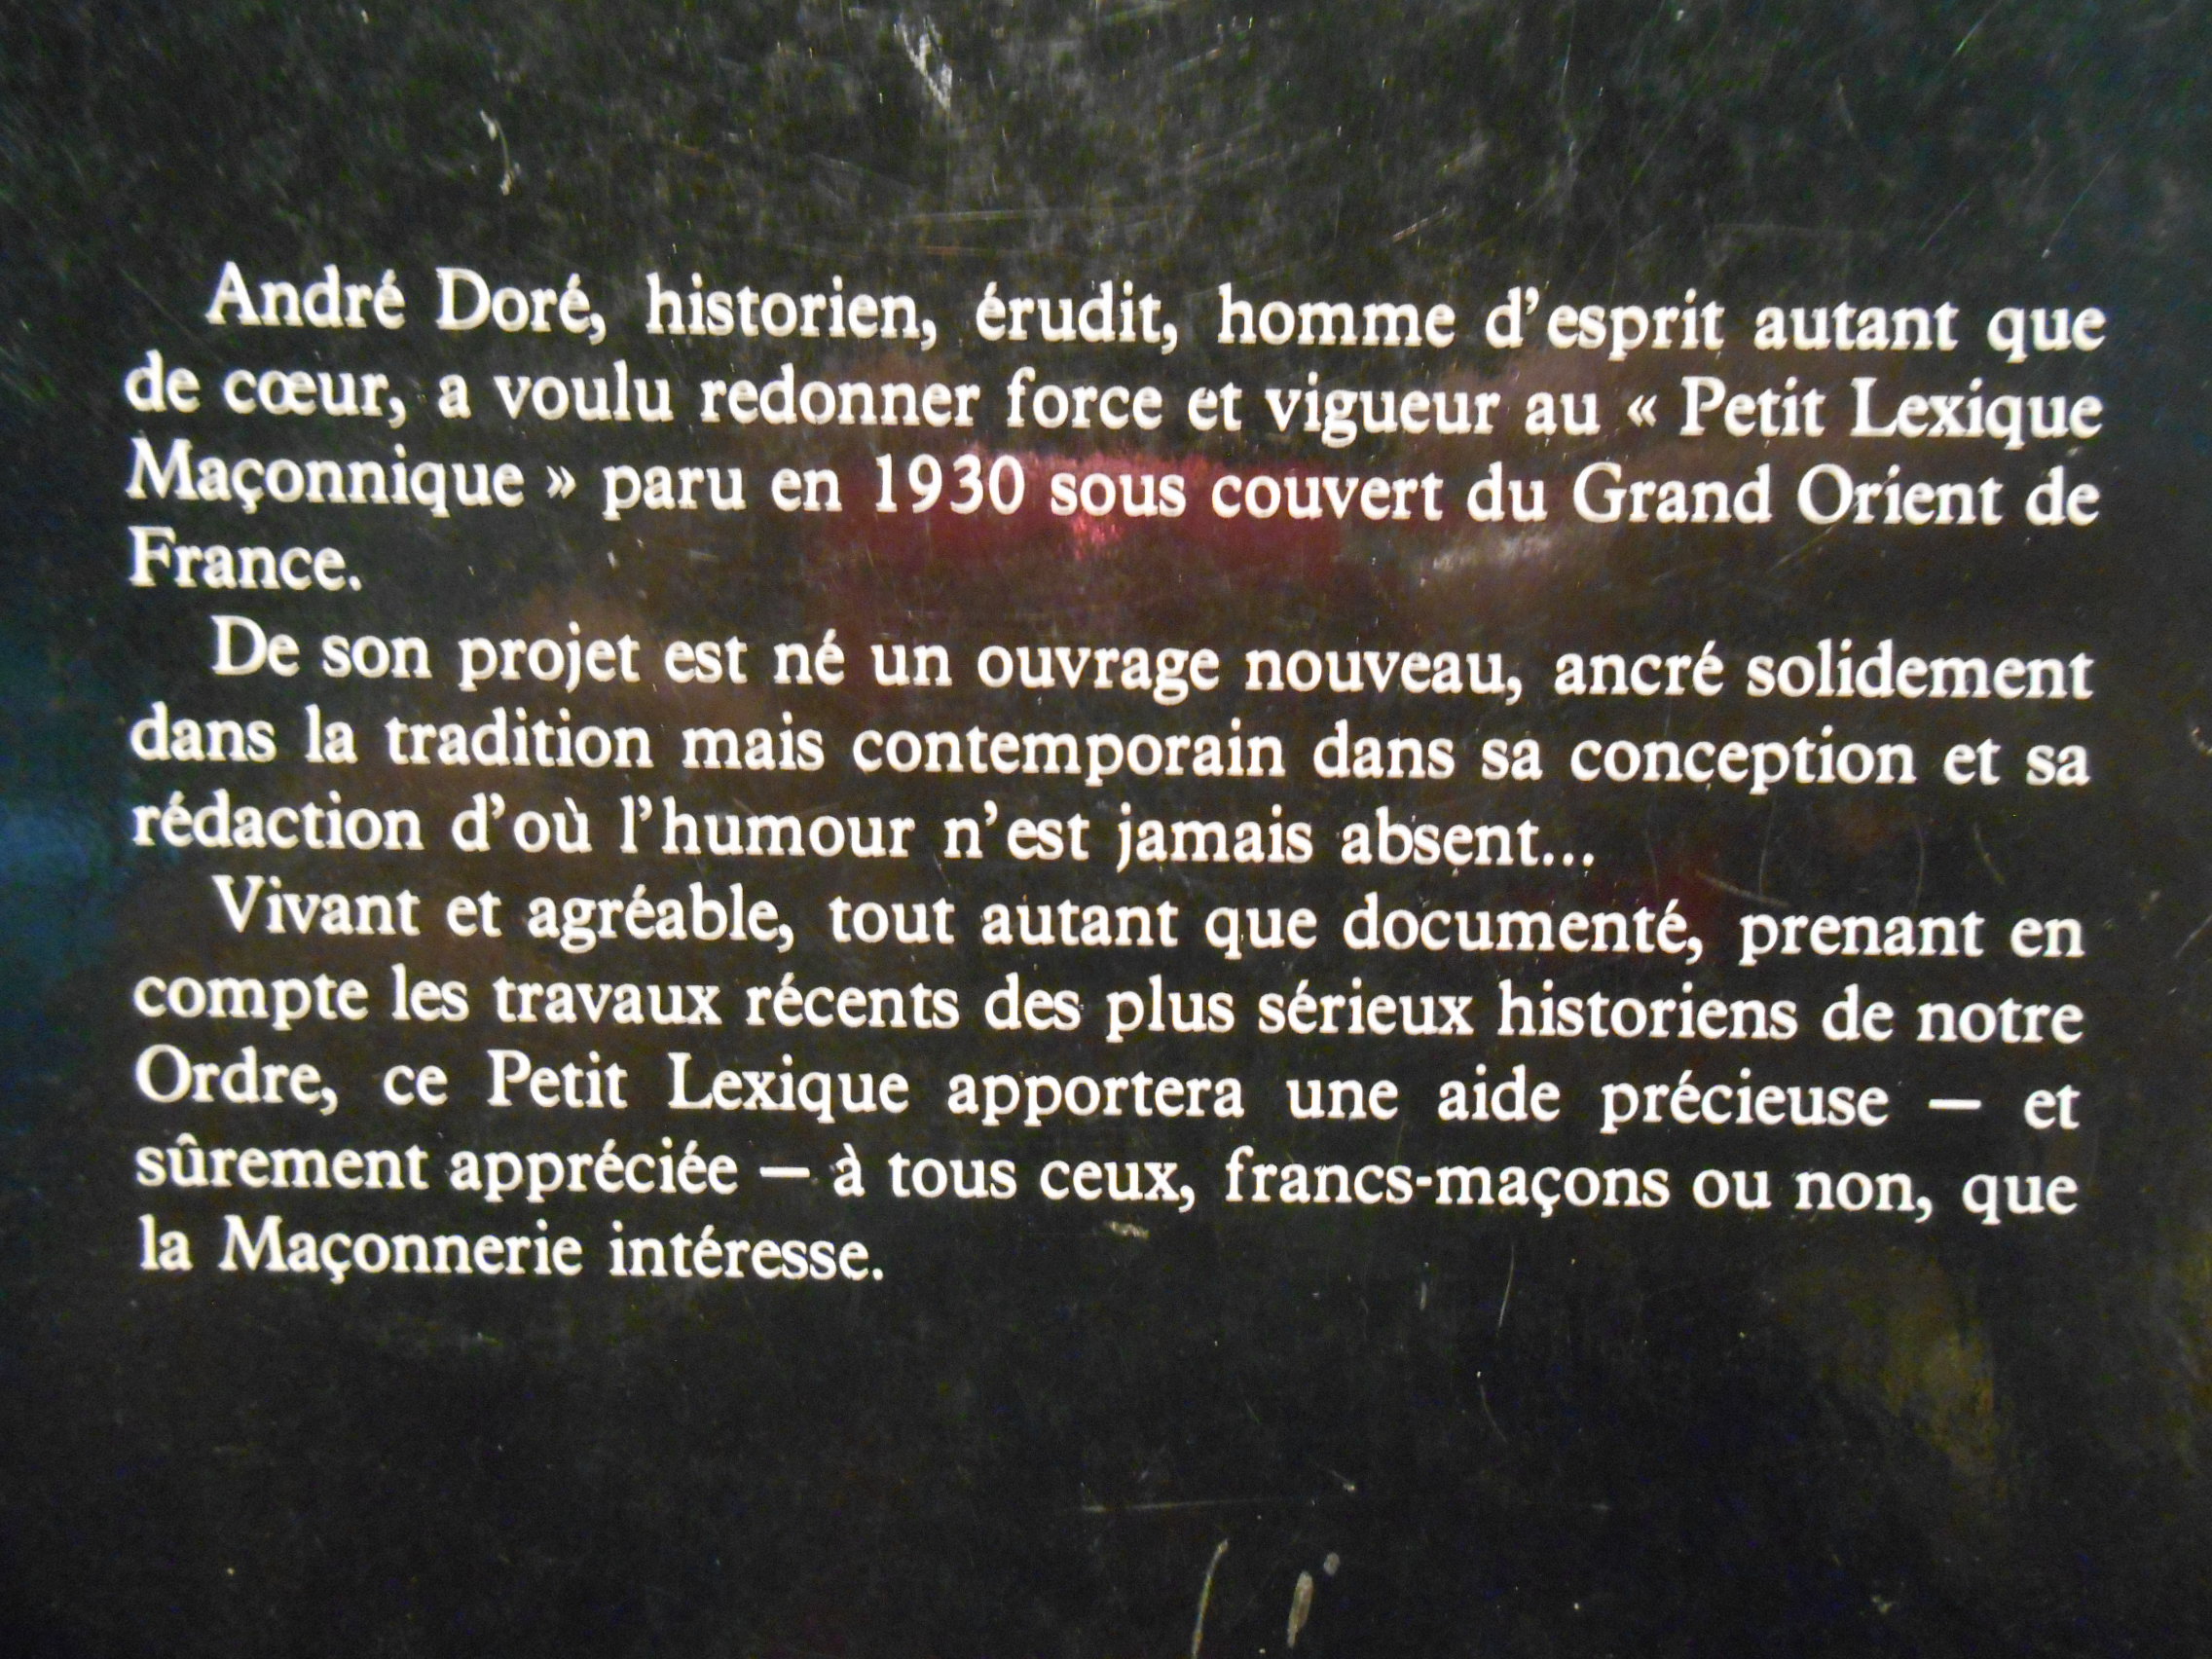 André Doré, historien, érudit, homme d'esprit autant que
de cœur, a voulu redonner force et vigueur au « Petit Lexique
Maçonnique » paru en 1930 sous couvert du Grand Orient de
France.
De son projet est né un ouvrage nouveau, ancré solidement
dans la tradition mais contemporain dans sa conception et sa
rédaction d'où l'humour n'est jamais absent...
Vivant et agréable, tout autant que documenté, prenant en
compte les travaux récents des plus sérieux historiens de notre
Ordre, ce Petit Lexique apportera une aide précieuse — et
sûrement appréciée — à tous ceux, francs-maçons ou non, que
la Maçonnerie intéresse.